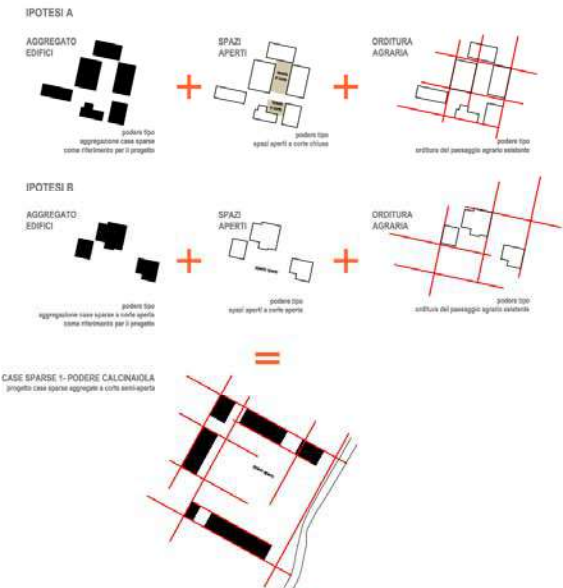 IPOTESI A
AGGREGATO
EDIFICI
SPAZI
APERTI
ORDITURA
AGRARIA
podere tipo
aggregazione case sparse
come riferimento per il progetto
podere tipo
spazi aperti a corte chiusa
podere tipo
orditura del paesaggio agrario esistente
IPOTESI B
AGGREGATO
EDIFICI
SPAZI
APERTI
ORDITURA
AGRARIA
podere tipo
aggregazione case sparse a corte aperta
come riferimento per il progetto
podere tipo
spazi aperti a corte aperta
podere tipo
orditura del paesaggio agrario esistente
CASE SPARSE 1- PODERE CALCINAIOLA
progetto case sparse aggregate a corte semi-aperta